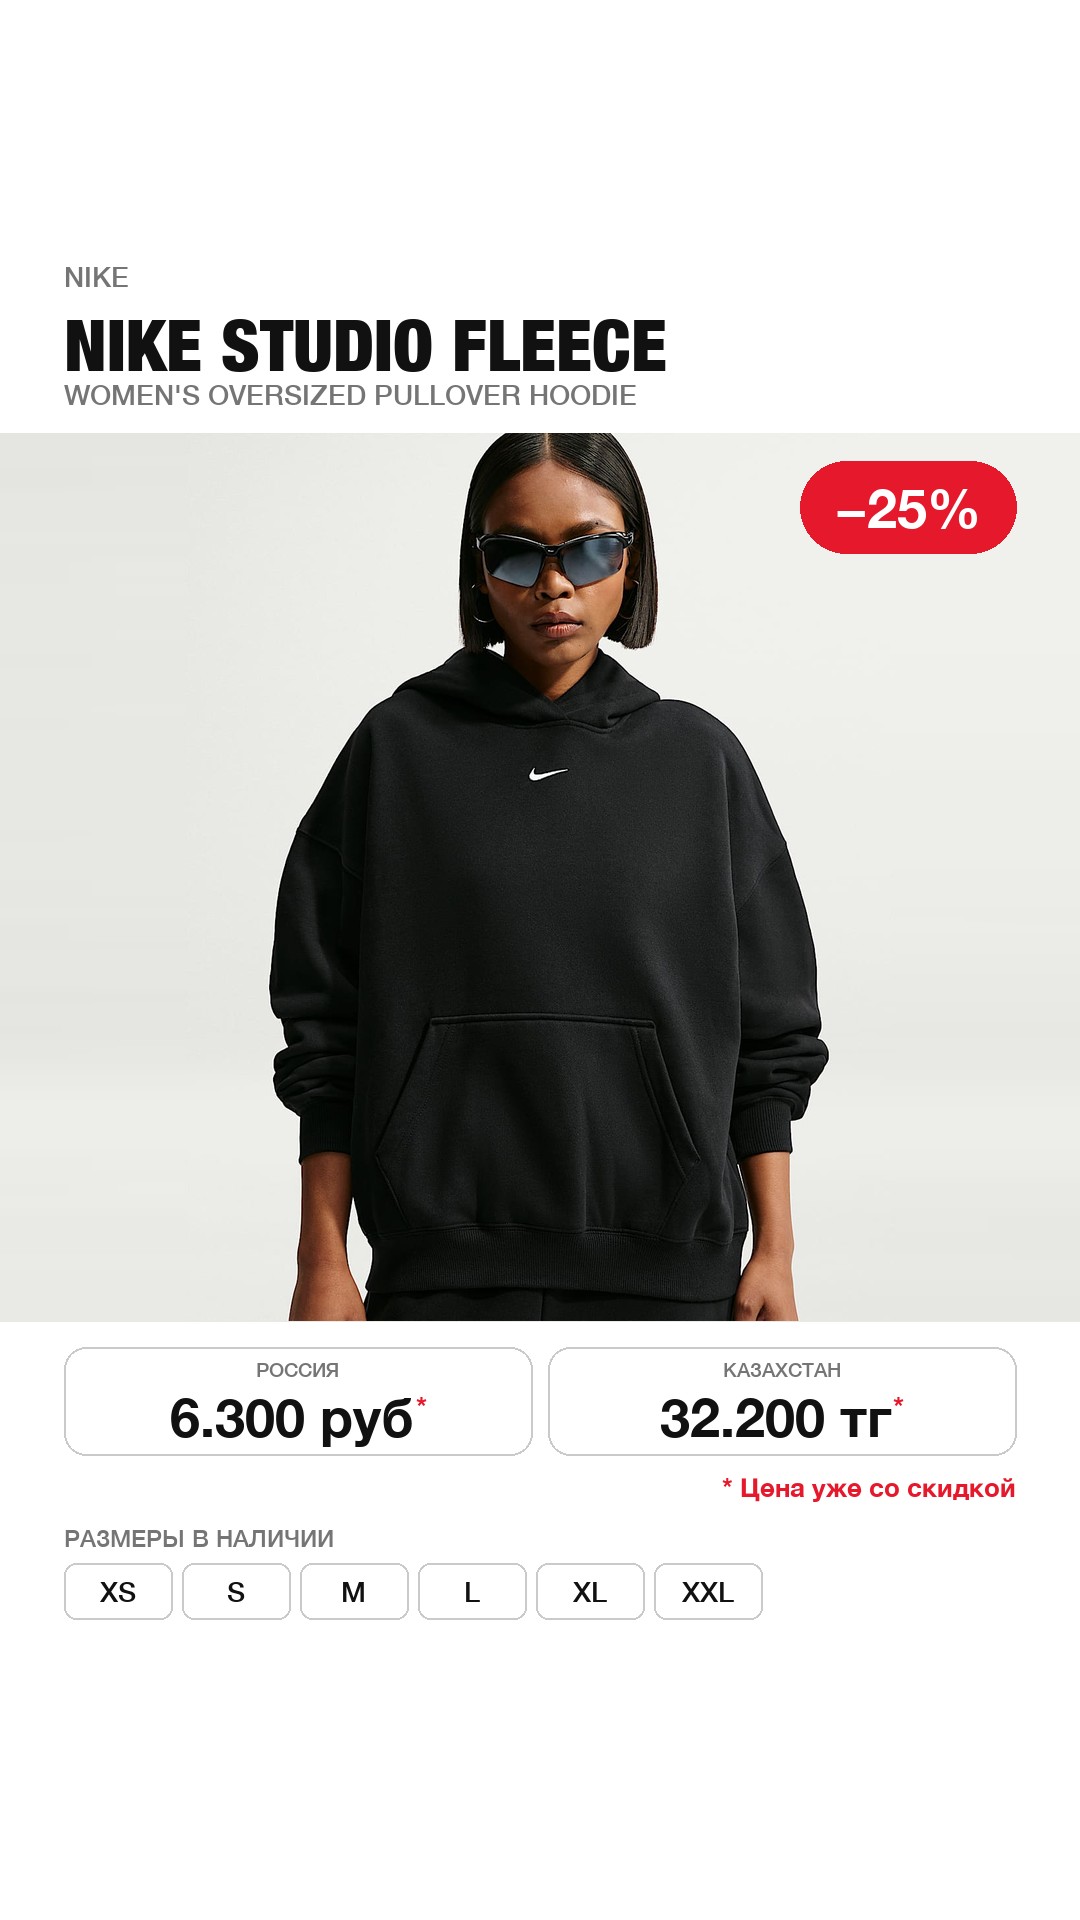 NIKE
NIKE STUDIO FLEECE
WOMEN'S OVERSIZED PULLOVER HOODIE
–25%
РОССИЯ
6.300 руб*
КАЗАХСТАН
32.200 тг*
* Цена уже со скидкой
РАЗМЕРЫ В НАЛИЧИИ
XS S M L XL XXL